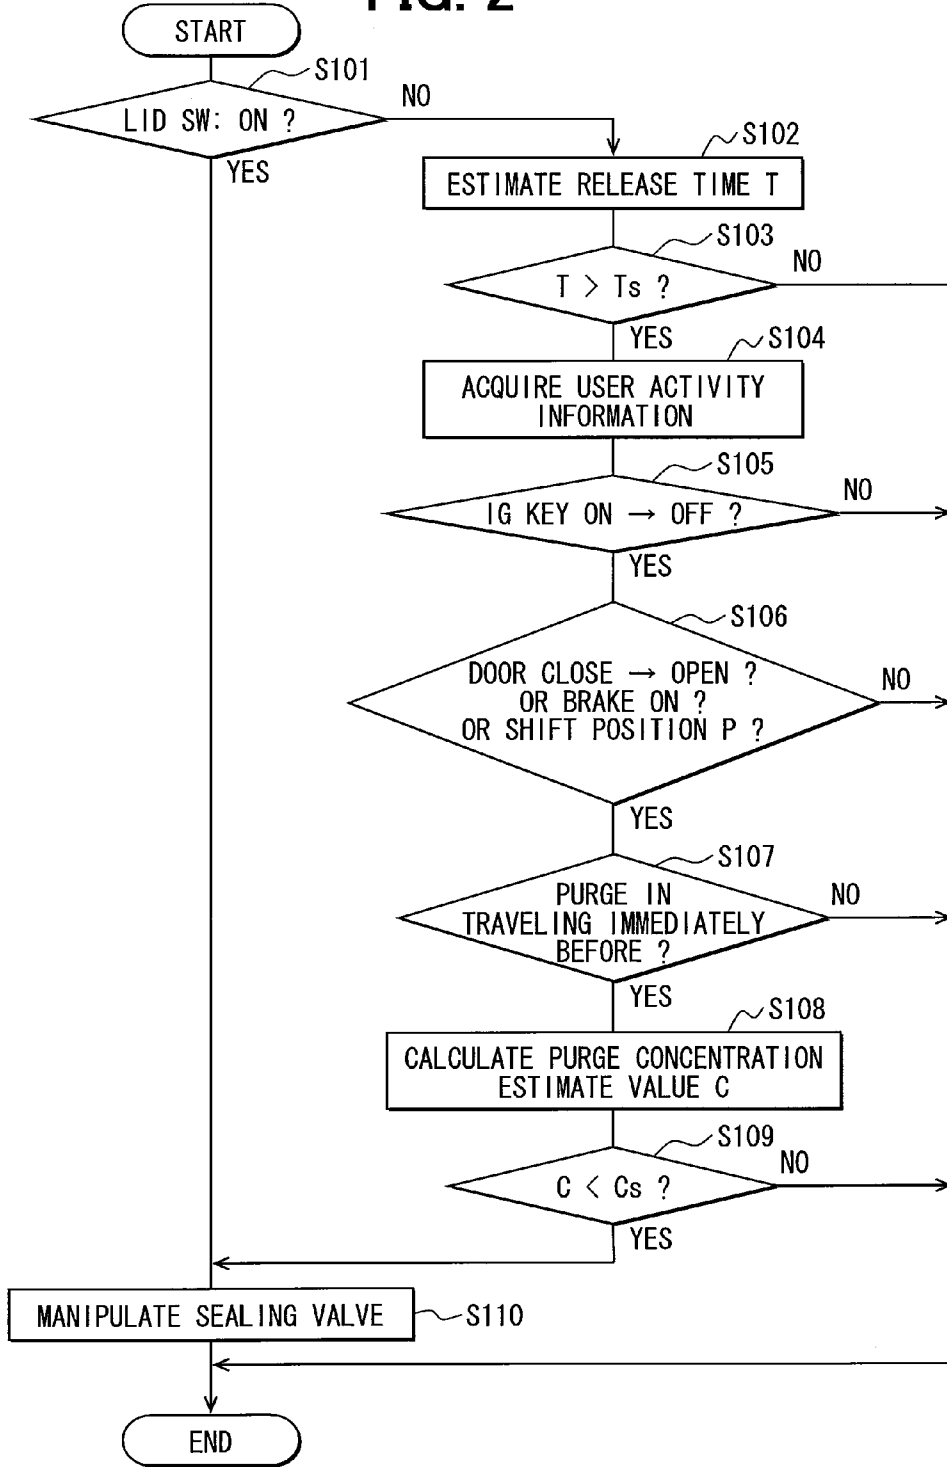 FIG. 2
START
S101
LID SW: ON ?
NO
YES
S102
ESTIMATE RELEASE TIME T
S103
T > Ts ?
NO
YES
S104
ACQUIRE USER ACTIVITY
INFORMATION
S105
IG KEY ON → OFF ?
NO
YES
S106
DOOR CLOSE → OPEN ?
OR BRAKE ON ?
OR SHIFT POSITION P ?
NO
YES
S107
PURGE IN
TRAVELING IMMEDIATELY
BEFORE ?
NO
YES
S108
CALCULATE PURGE CONCENTRATION
ESTIMATE VALUE C
S109
C < Cs ?
NO
YES
MANIPULATE SEALING VALVE
S110
END